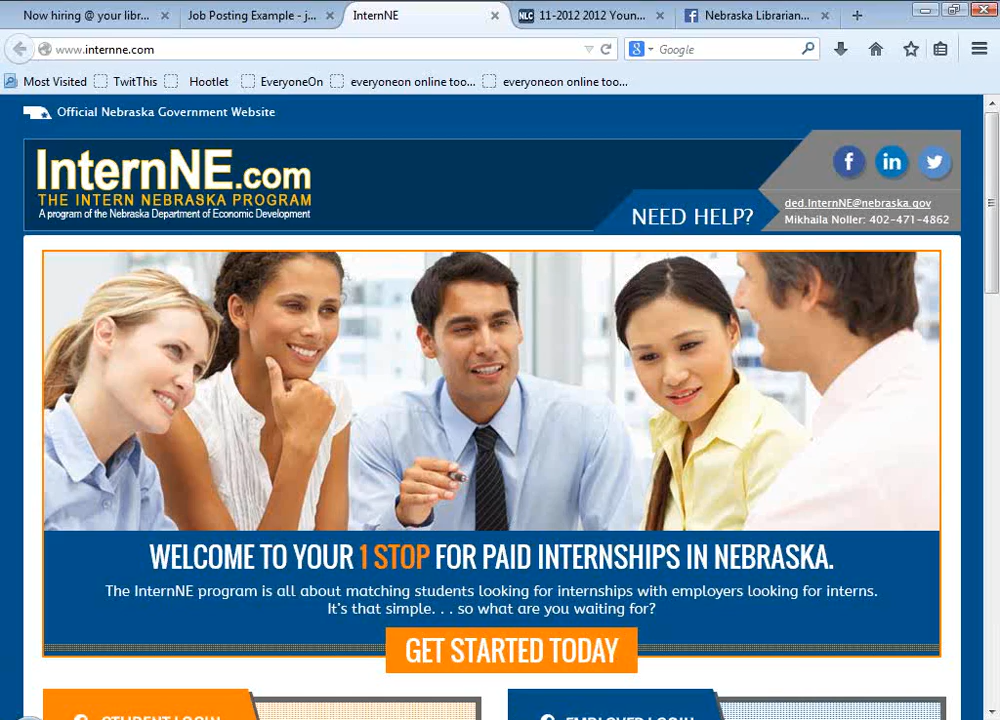 Now hiring @ your libr...
Job Posting Example - j...
InternNE
NLC
11-2012 2012 Youn...
Nebraska Librarian...
www.internne.com
Google
Most Visited
TwitThis
Hootlet
EveryoneOn
everyoneon online too...
everyoneon online too...
Official Nebraska Government Website
InternNE.com
THE INTERN NEBRASKA PROGRAM
A program of the Nebraska Department of Economic Development
NEED HELP?
ded.InternNE@nebraska.gov
Mikhaila Noller: 402-471-4862
WELCOME TO YOUR 1 STOP FOR PAID INTERNSHIPS IN NEBRASKA.
The InternNE program is all about matching students looking for internships with employers looking for interns.
It's that simple. . . so what are you waiting for?
GET STARTED TODAY
STUDENT LOGIN
EMPLOYER LOGIN